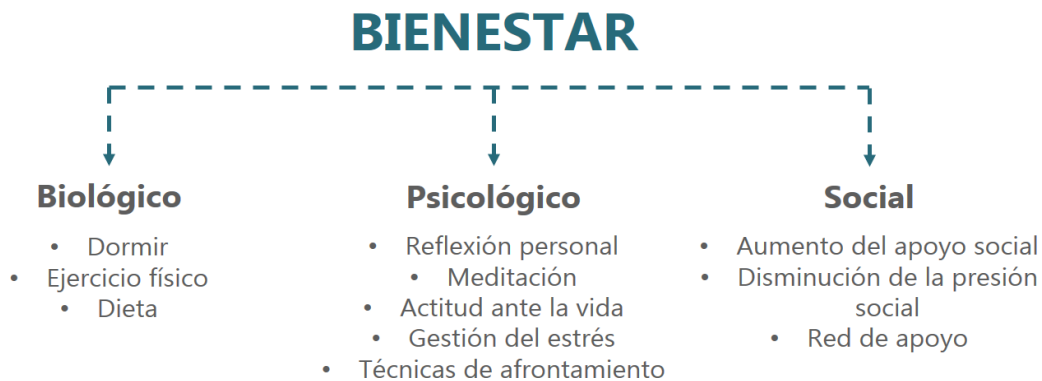 BIENESTAR
Biológico
• Dormir
• Ejercicio físico
• Dieta
Psicológico
• Reflexión personal
• Meditación
• Actitud ante la vida
• Gestión del estrés
• Técnicas de afrontamiento
Social
• Aumento del apoyo social
• Disminución de la presión
social
• Red de apoyo